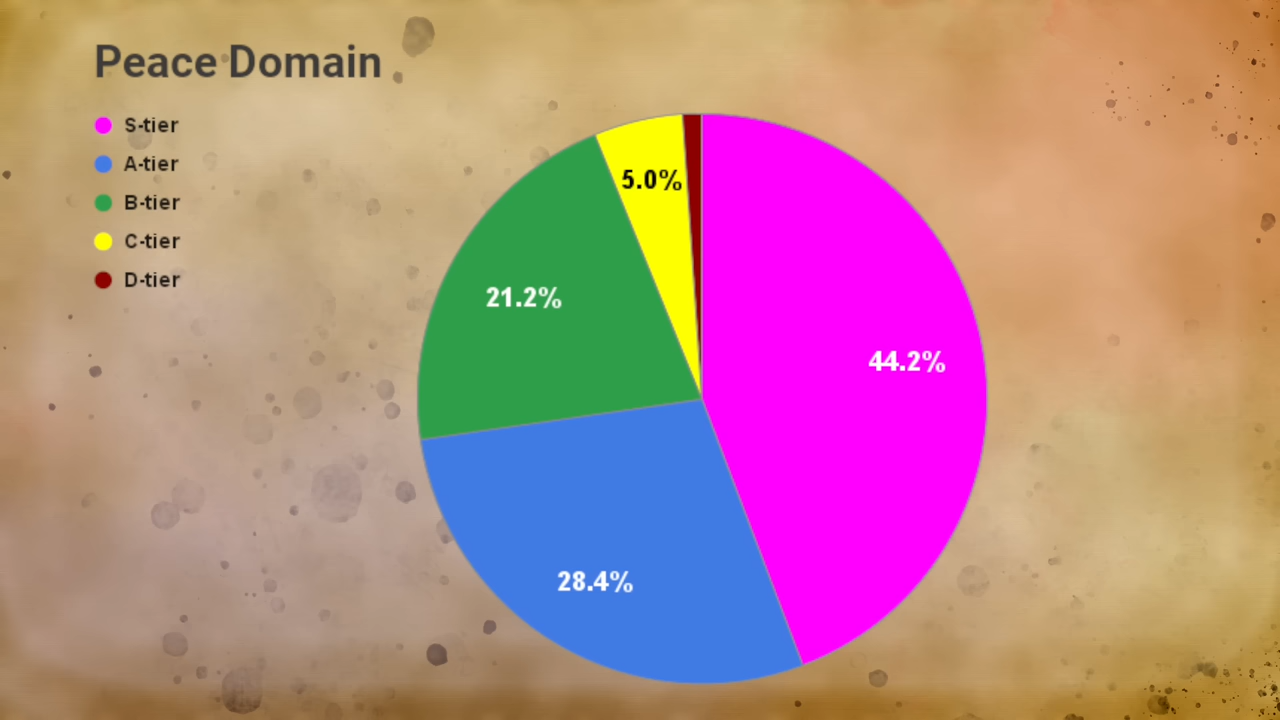 Peace Domain
S-tier
A-tier
B-tier
C-tier
D-tier
5.0%
21.2%
44.2%
28.4%